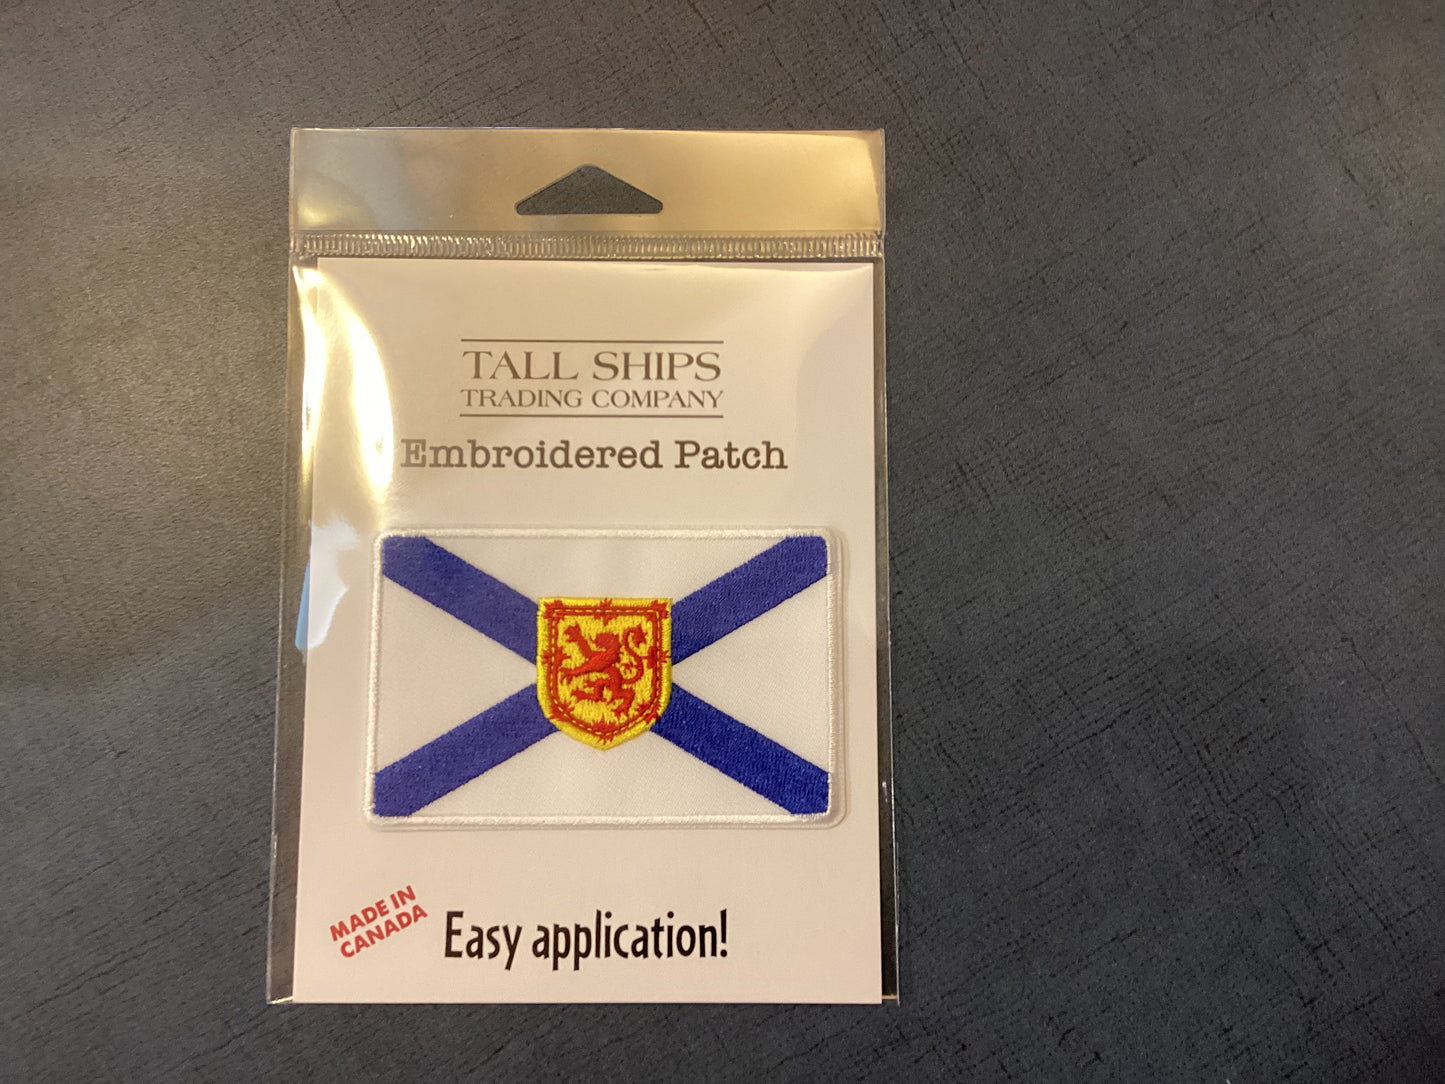 TALL SHIPS
TRADING COMPANY
Embroidered Patch
MADE IN
CANADA
Easy application!